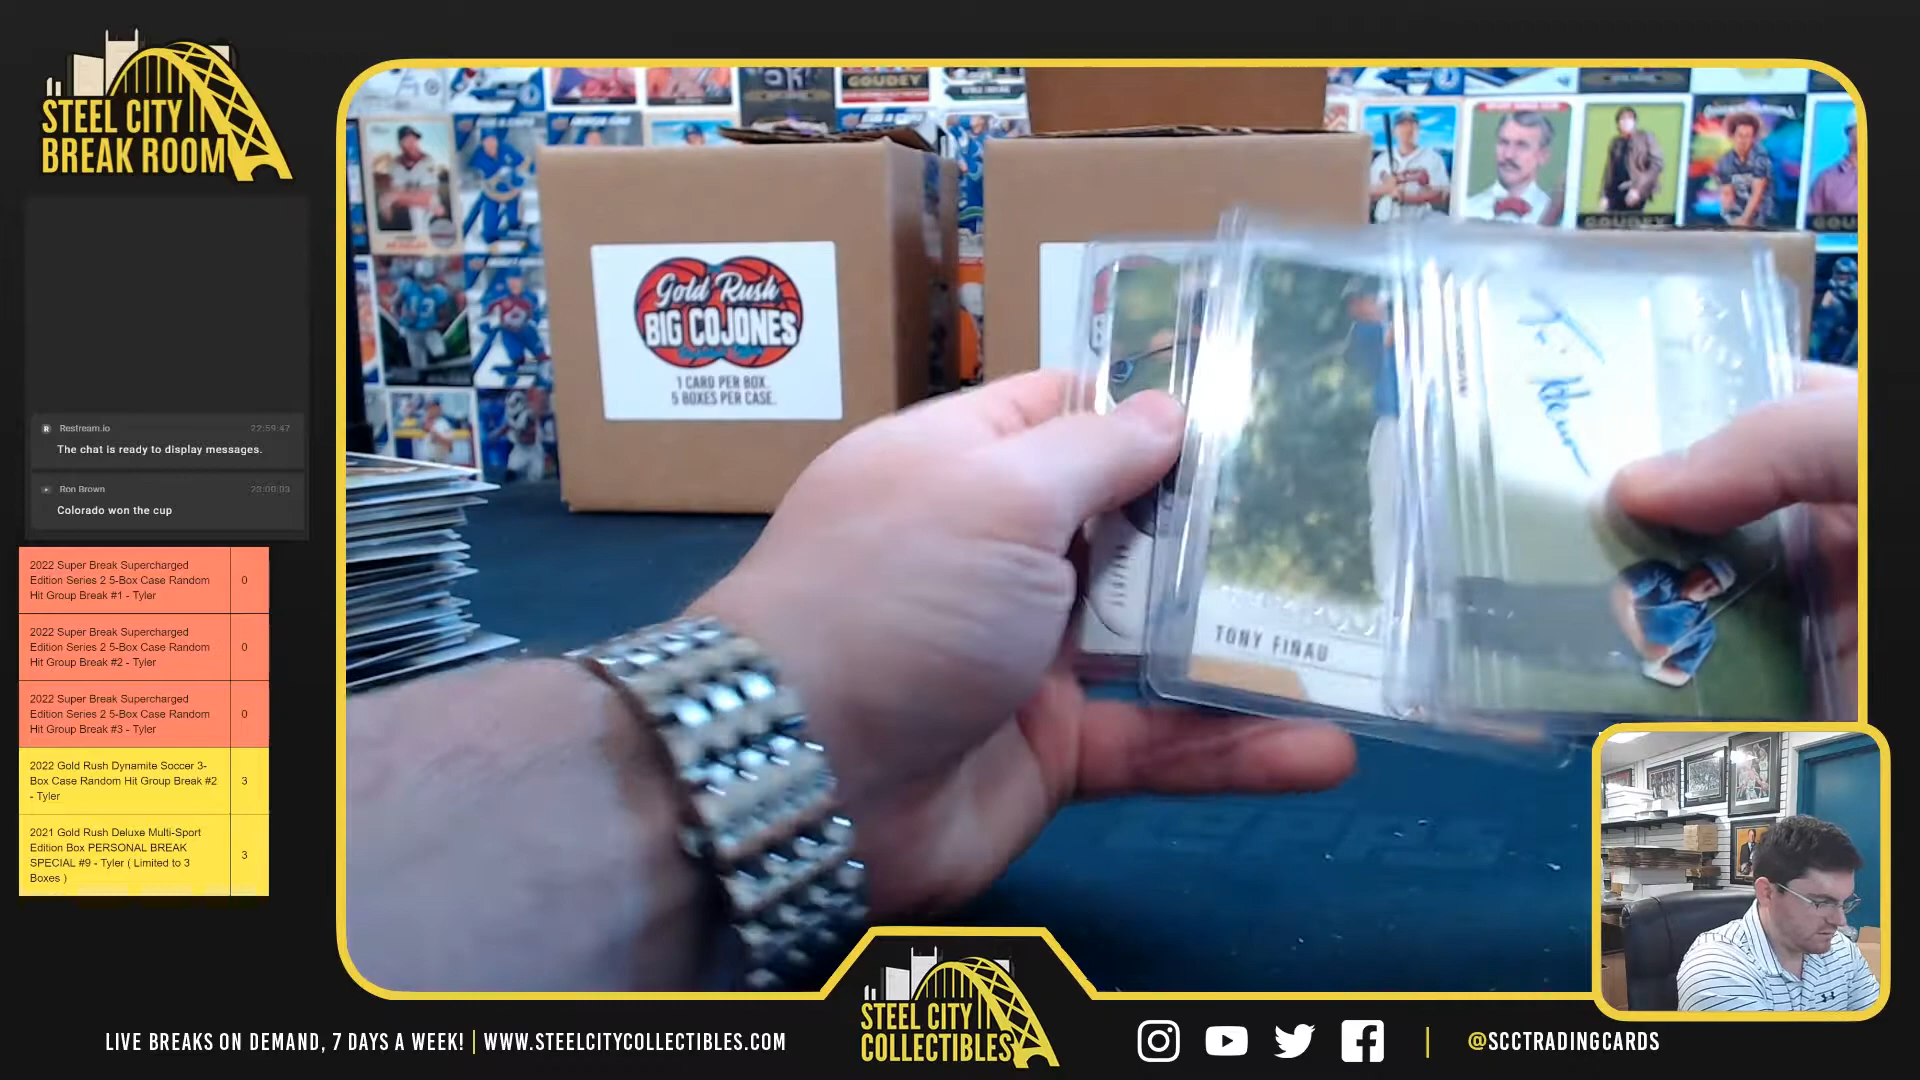 STEEL CITY
BREAK ROOM
Restream.io 22:59:47
The chat is ready to display messages.
Ron Brown 23:00:03
Colorado won the cup
2022 Super Break Supercharged
Edition Series 2 5-Box Case Random
Hit Group Break #1 - Tyler
0
2022 Super Break Supercharged
Edition Series 2 5-Box Case Random
Hit Group Break #2 - Tyler
0
2022 Super Break Supercharged
Edition Series 2 5-Box Case Random
Hit Group Break #3 - Tyler
0
2022 Gold Rush Dynamite Soccer 3-
Box Case Random Hit Group Break #2
- Tyler
3
2021 Gold Rush Deluxe Multi-Sport
Edition Box PERSONAL BREAK
SPECIAL #9 - Tyler ( Limited to 3
Boxes )
3
GOUDEY
GOUDEY
Gold Rush
BIG COJONES
1 CARD PER BOX.
5 BOXES PER CASE.
TONY FINAU
LIVE BREAKS ON DEMAND, 7 DAYS A WEEK! | WWW.STEELCITYCOLLECTIBLES.COM
STEEL CITY
COLLECTIBLES
| @SCCTRADINGCARDS